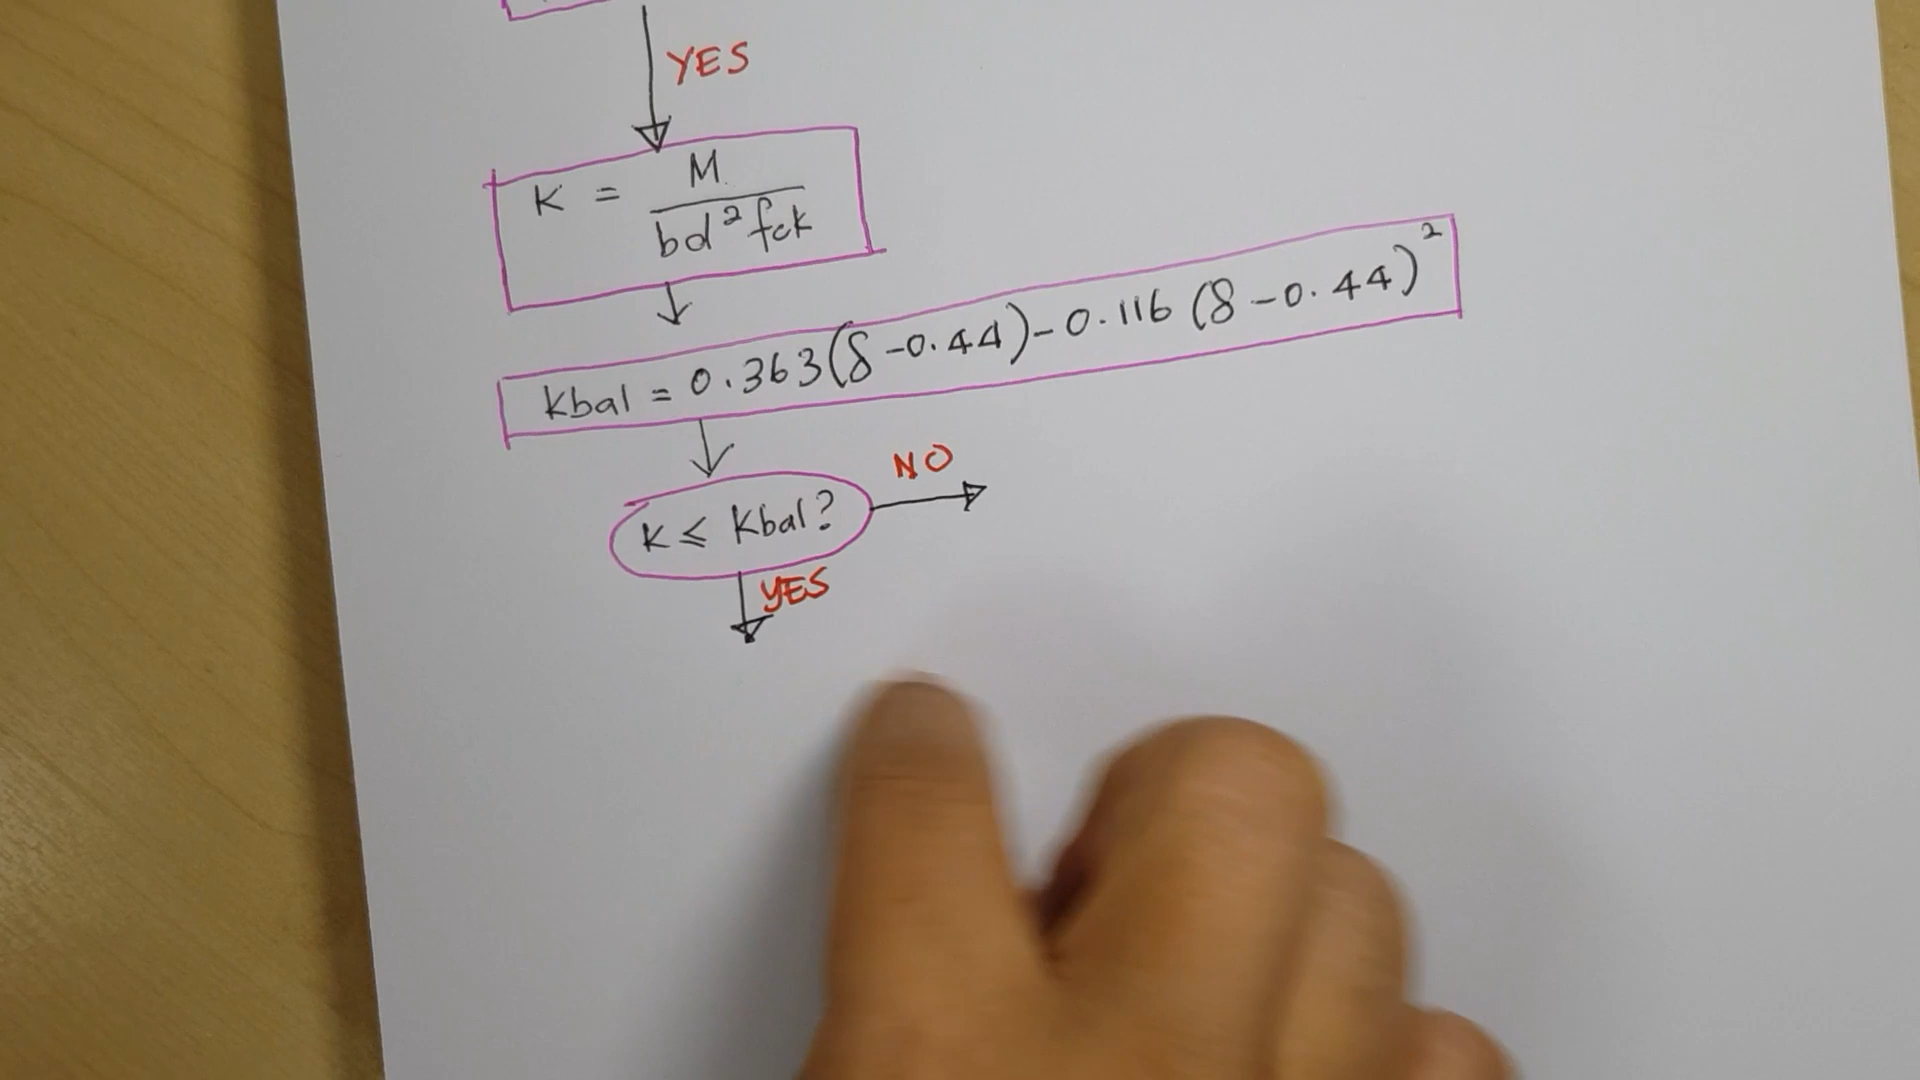 YES
K = M / bd²fck
Kbal = 0.363(δ-0.44)-0.116(δ-0.44)²
NO
K ≤ Kbal?
YES